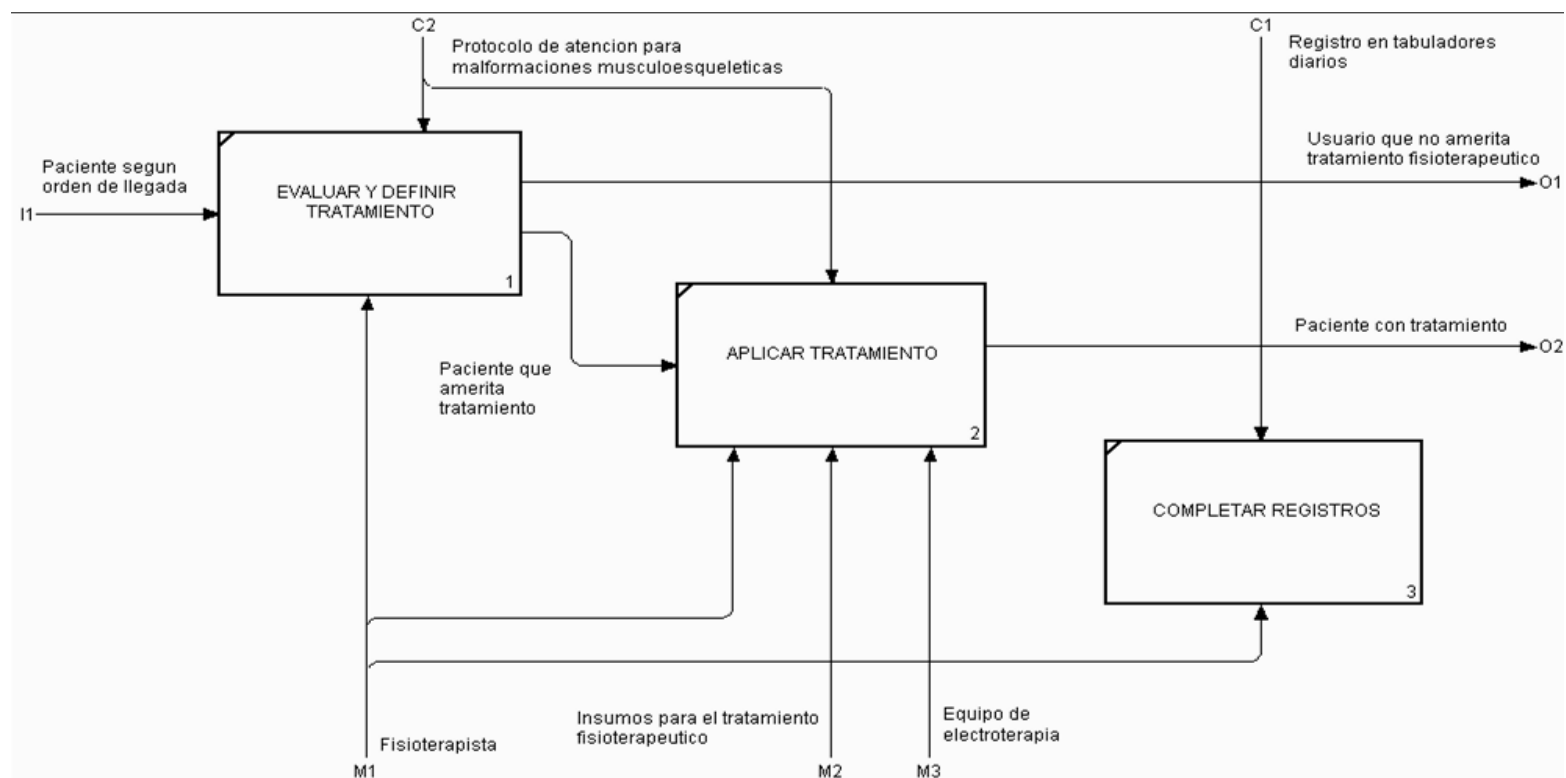 C2
C1
Protocolo de atencion para
malformaciones musculoesqueleticas
Registro en tabuladores
diarios
Paciente segun
orden de llegada
I1
EVALUAR Y DEFINIR
TRATAMIENTO
1
Usuario que no amerita
tratamiento fisioterapeutico
O1
Paciente que
amerita
tratamiento
APLICAR TRATAMIENTO
2
Paciente con tratamiento
O2
COMPLETAR REGISTROS
3
Fisioterapista
M1
Insumos para el tratamiento
fisioterapeutico
M2
Equipo de
electroterapia
M3